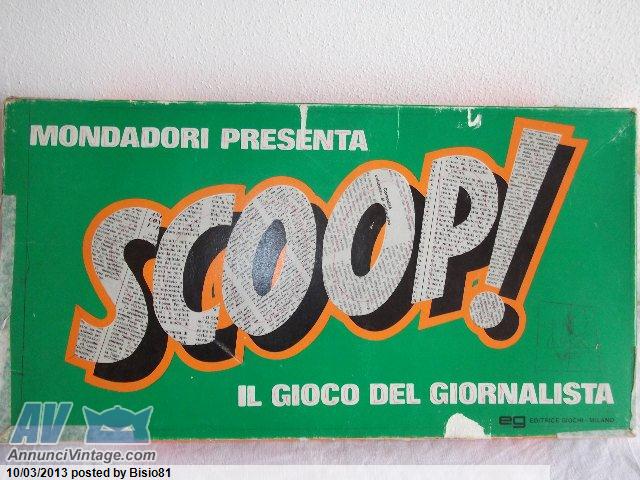 MONDADORI PRESENTA
SCOOP!
IL GIOCO DEL GIORNALISTA
eg EDITRICE GIOCHI - MILANO
AV
AnnunciVintage.com
10/03/2013 posted by Bisio81